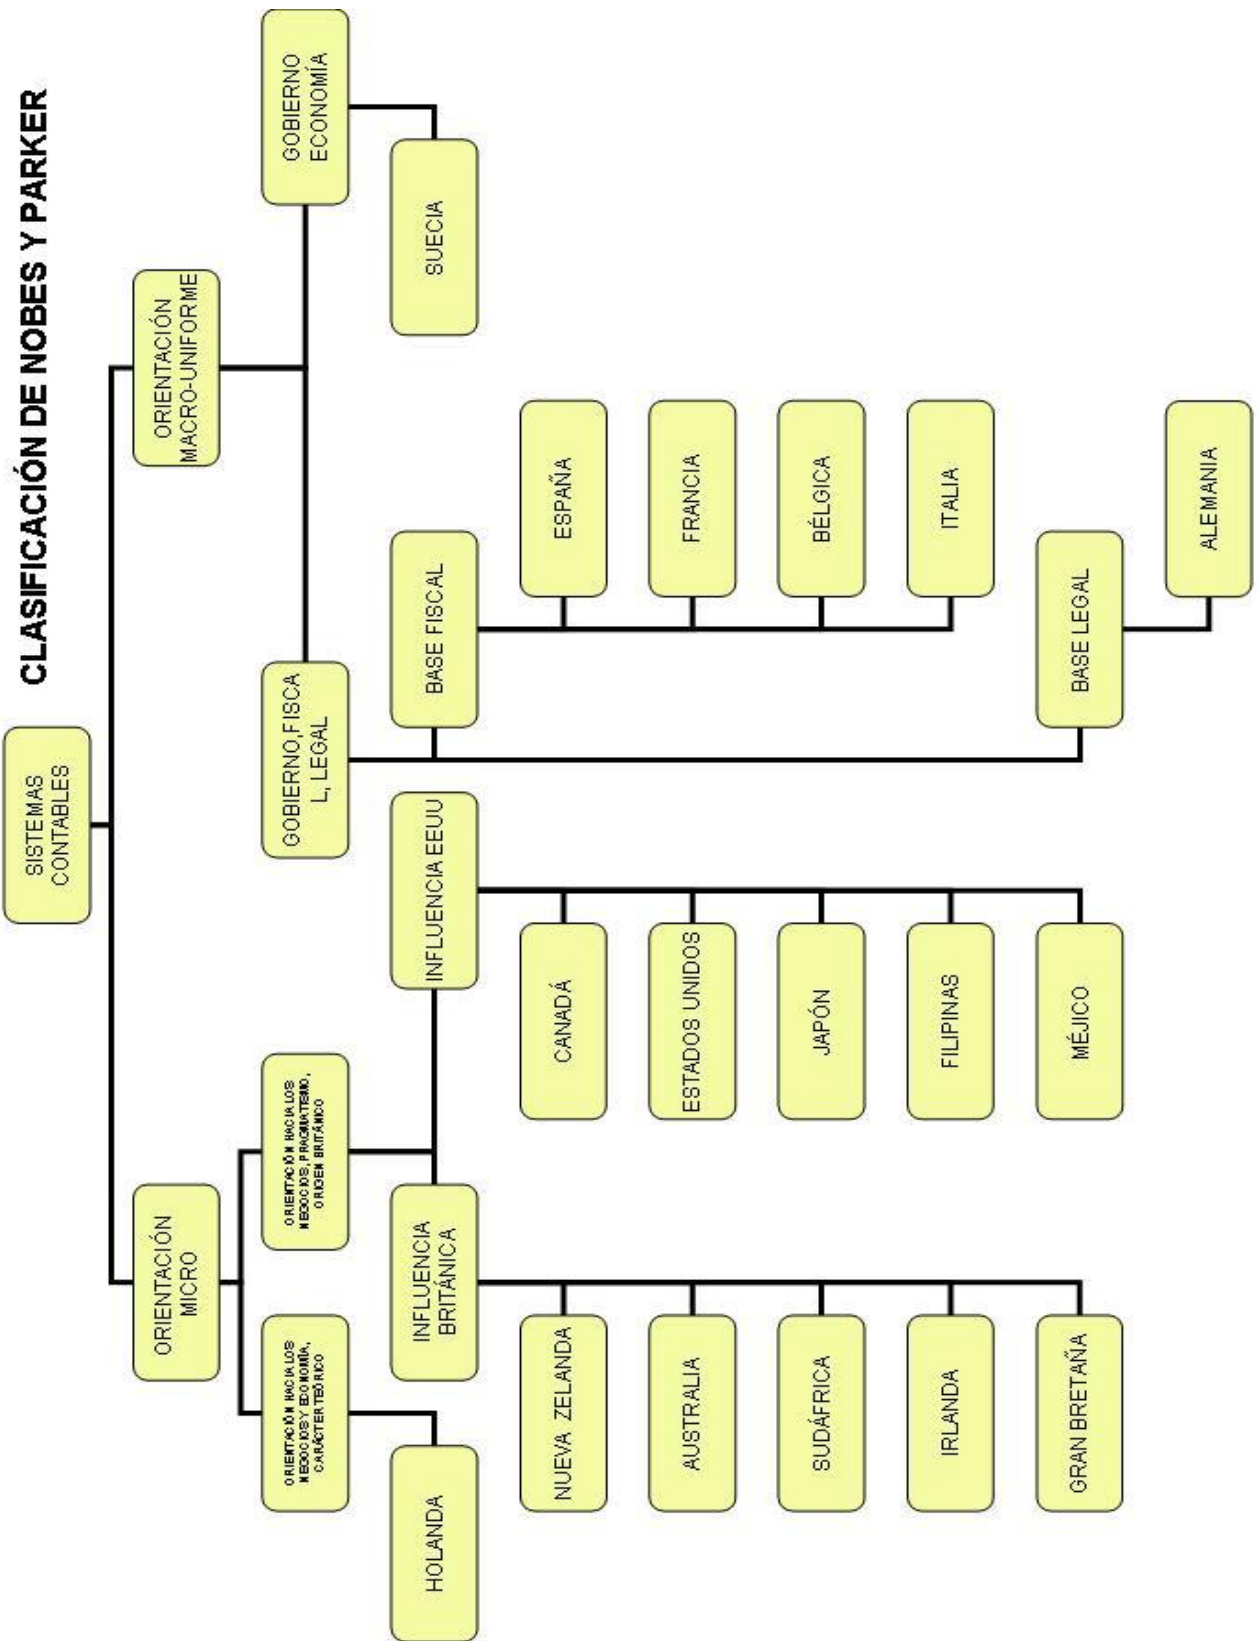 CLASIFICACIÓN DE NOBES Y PARKER
SISTEMAS
CONTABLES
ORIENTACIÓN
MICRO
ORIENTACIÓN
MACRO-UNIFORME
ORIENTACIÓN HACIA LOS
NEGOCIOS Y ECONOMÍA,
CARÁCTER TEÓRICO
ORIENTACIÓN HACIA LOS
NEGOCIOS, PRAGMATISMO,
ORIGEN BRITÁNICO
GOBIERNO,FISCA
L, LEGAL
GOBIERNO
ECONOMÍA
HOLANDA
INFLUENCIA
BRITÁNICA
INFLUENCIA EEUU
BASE FISCAL
SUECIA
NUEVA ZELANDA
AUSTRALIA
SUDÁFRICA
IRLANDA
GRAN BRETAÑA
CANADÁ
ESTADOS UNIDOS
JAPÓN
FILIPINAS
MÉJICO
ESPAÑA
FRANCIA
BÉLGICA
ITALIA
BASE LEGAL
ALEMANIA